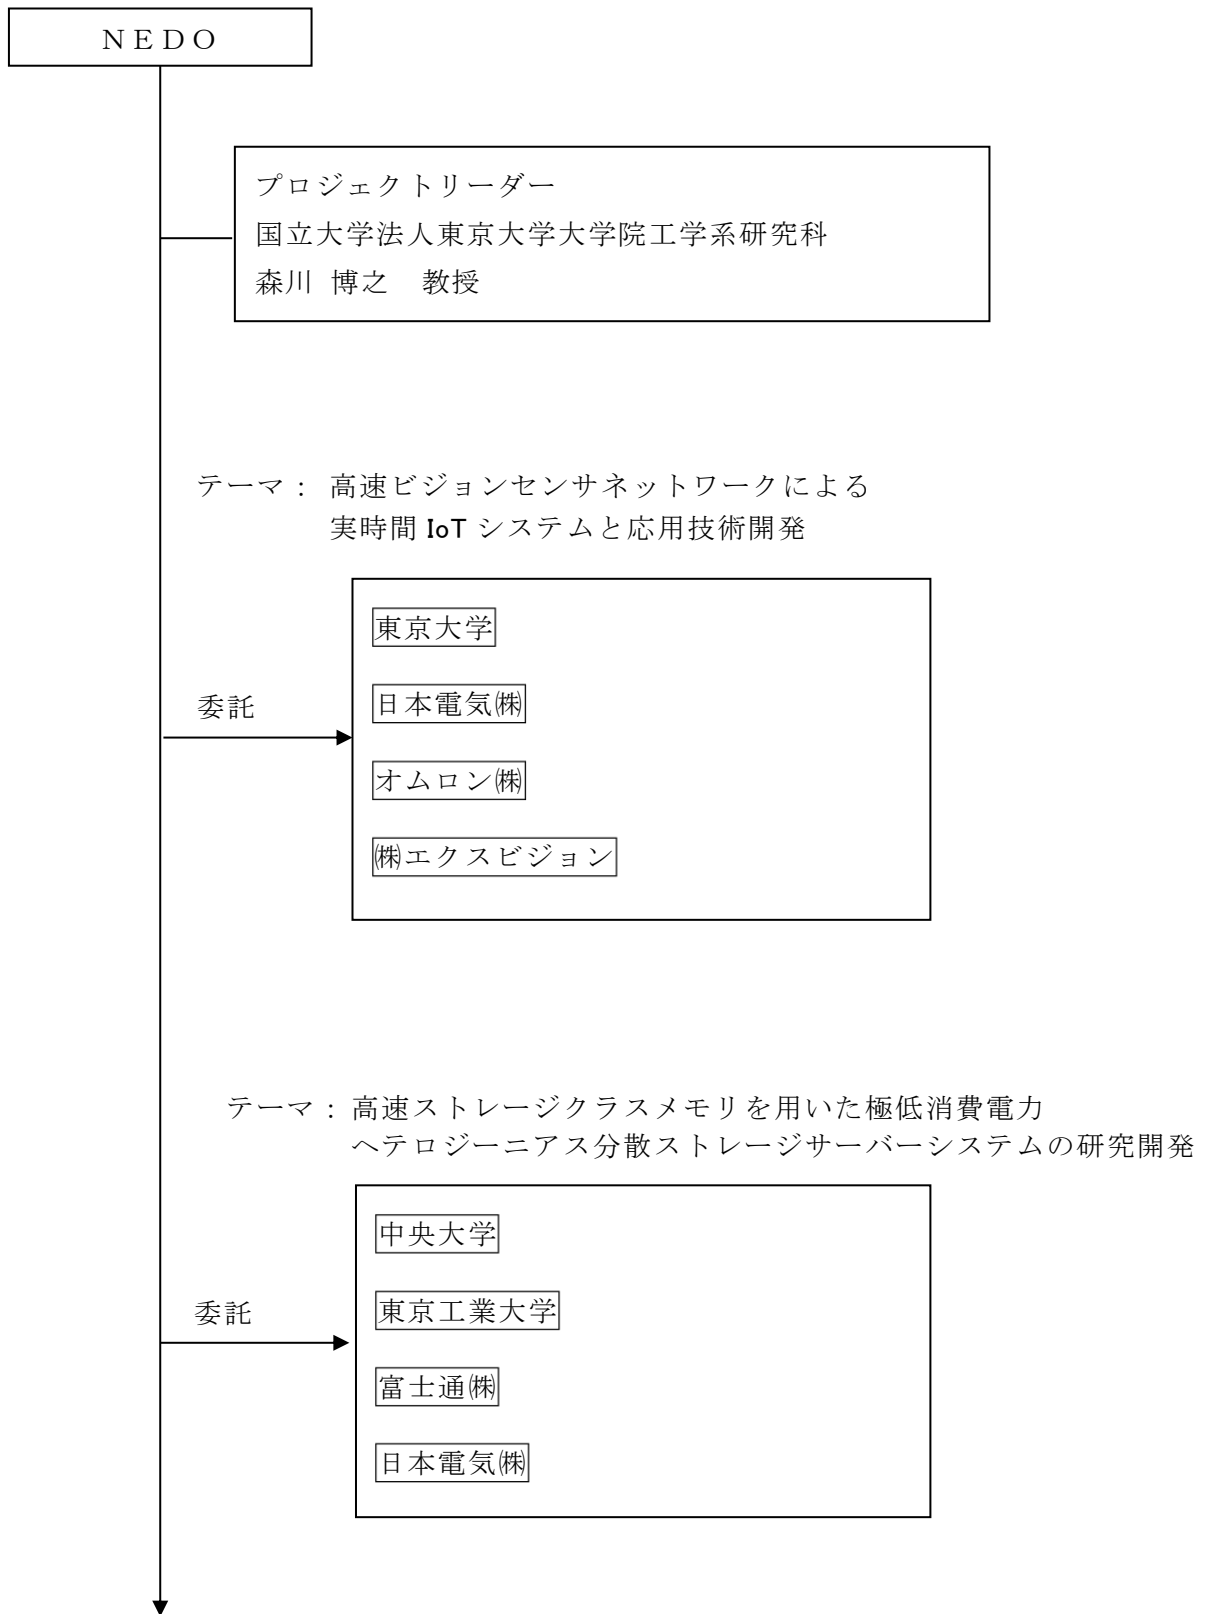 ＮＥＤＯ
プロジェクトリーダー
国立大学法人東京大学大学院工学系研究科
森川 博之　教授
テーマ： 高速ビジョンセンサネットワークによる
実時間 IoT システムと応用技術開発
東京大学
日本電気㈱
委託
オムロン㈱
㈱エクスビジョン
テーマ：高速ストレージクラスメモリを用いた極低消費電力
ヘテロジーニアス分散ストレージサーバーシステムの研究開発
中央大学
東京工業大学
委託
富士通㈱
日本電気㈱